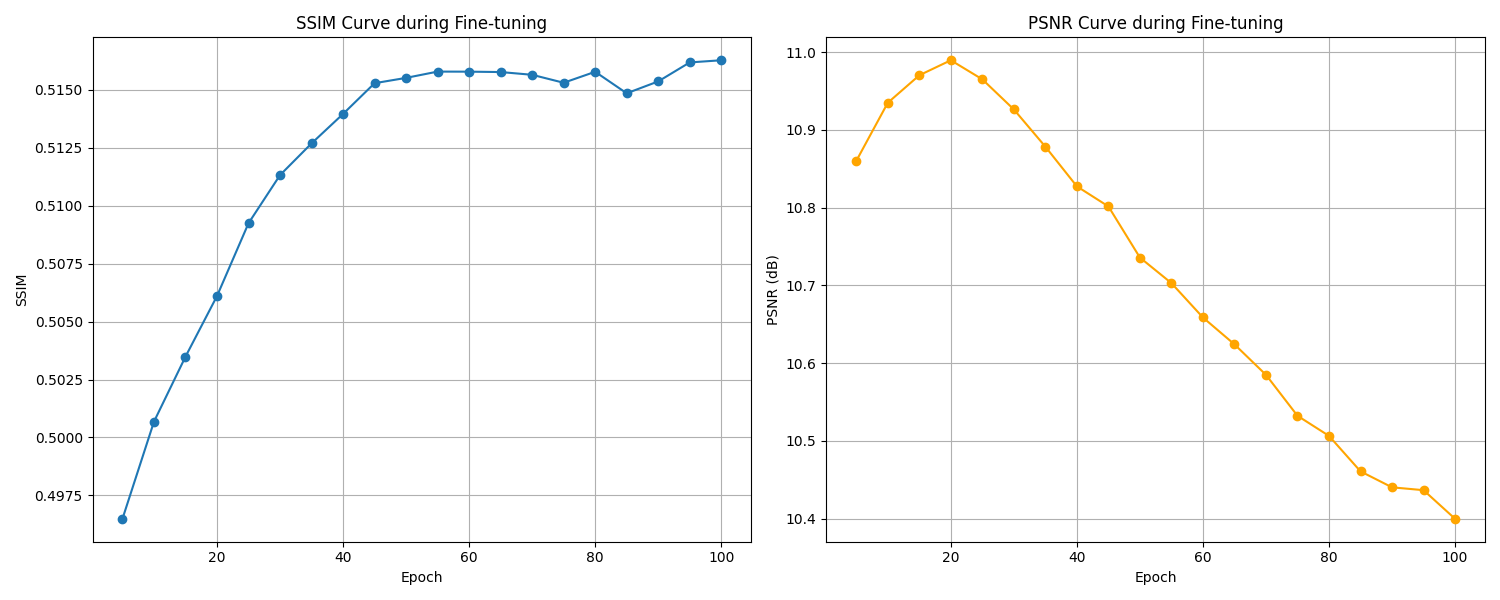 SSIM Curve during Fine-tuning
SSIM
0.5150
0.5125
0.5100
0.5075
0.5050
0.5025
0.5000
0.4975
20 40 60 80 100
Epoch
PSNR Curve during Fine-tuning
PSNR (dB)
11.0
10.9
10.8
10.7
10.6
10.5
10.4
20 40 60 80 100
Epoch